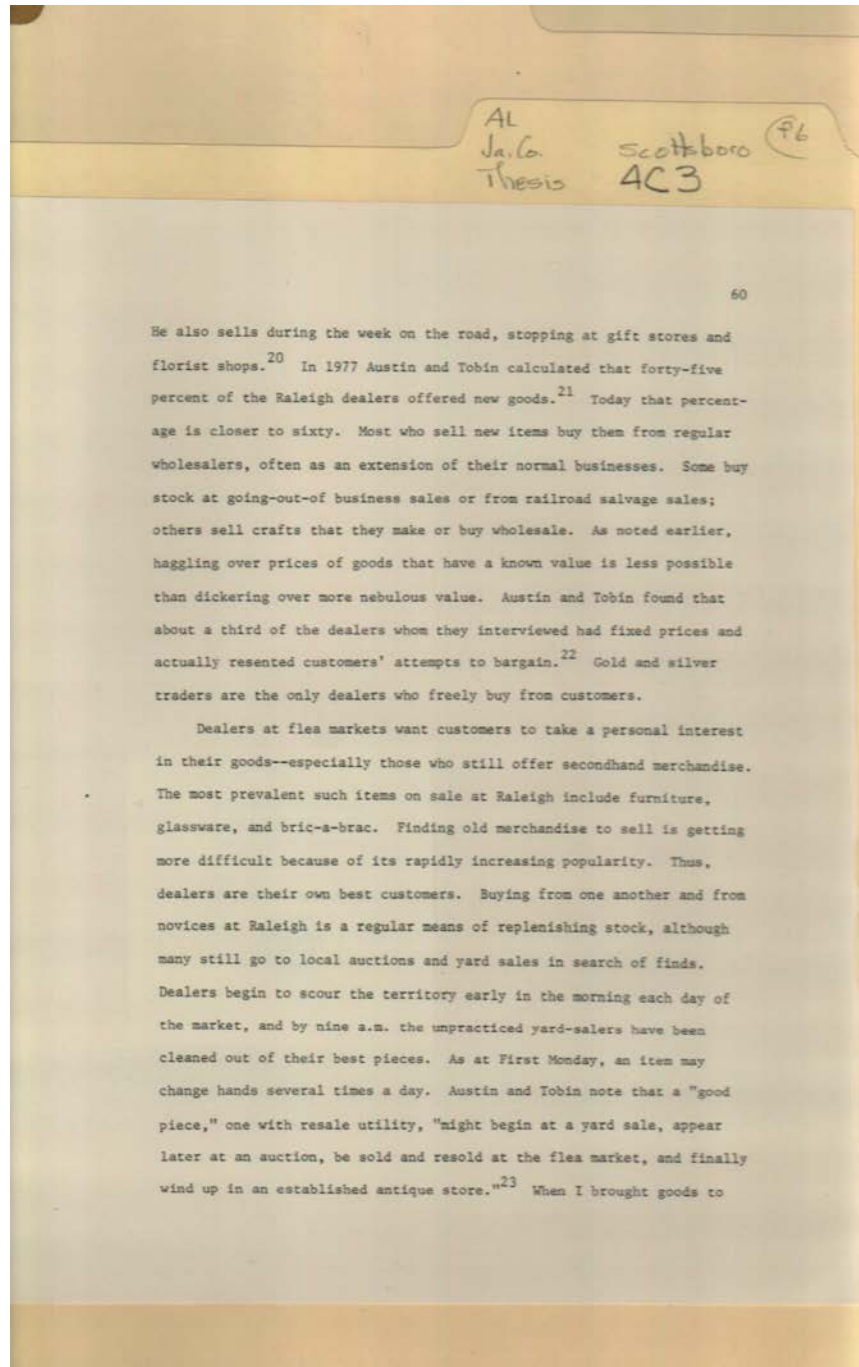 AL
Ja. Co. Scottsboro
Thesis 4C3
60
He also sells during the week on the road, stopping at gift stores and
florist shops.20 In 1977 Austin and Tobin calculated that forty-five
percent of the Raleigh dealers offered new goods.21 Today that percent-
age is closer to sixty. Most who sell new items buy them from regular
wholesalers, often as an extension of their normal businesses. Some buy
stock at going-out-of business sales or from railroad salvage sales;
others sell crafts that they make or buy wholesale. As noted earlier,
haggling over prices of goods that have a known value is less possible
than dickering over more nebulous value. Austin and Tobin found that
about a third of the dealers whom they interviewed had fixed prices and
actually resented customers' attempts to bargain.22 Gold and silver
traders are the only dealers who freely buy from customers.
Dealers at flea markets want customers to take a personal interest
in their goods--especially those who still offer secondhand merchandise.
The most prevalent such items on sale at Raleigh include furniture,
glassware, and bric-a-brac. Finding old merchandise to sell is getting
more difficult because of its rapidly increasing popularity. Thus,
dealers are their own best customers. Buying from one another and from
novices at Raleigh is a regular means of replenishing stock, although
many still go to local auctions and yard sales in search of finds.
Dealers begin to scour the territory early in the morning each day of
the market, and by nine a.m. the unpracticed yard-salers have been
cleaned out of their best pieces. As at First Monday, an item may
change hands several times a day. Austin and Tobin note that a "good
piece," one with resale utility, "might begin at a yard sale, appear
later at an auction, be sold and resold at the flea market, and finally
wind up in an established antique store."23 When I brought goods to